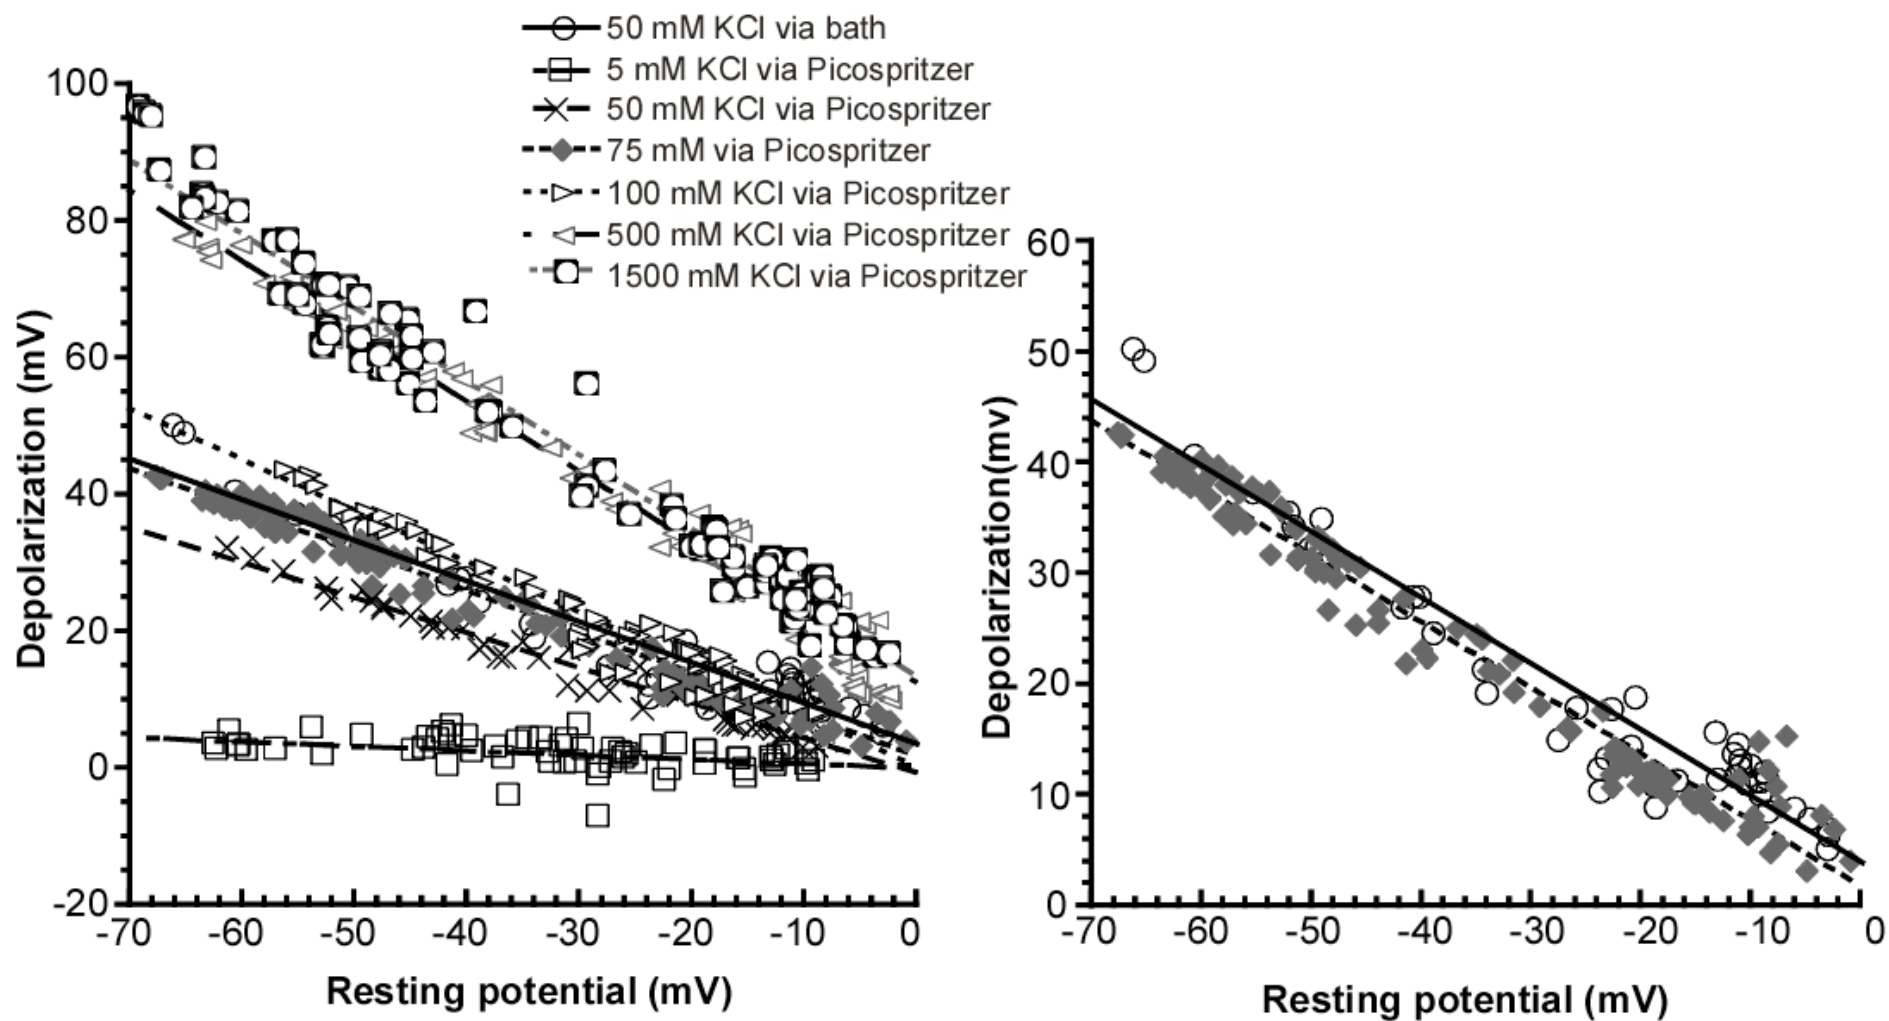 50 mM KCl via bath
5 mM KCl via Picospritzer
50 mM KCl via Picospritzer
75 mM via Picospritzer
100 mM KCl via Picospritzer
500 mM KCl via Picospritzer
1500 mM KCl via Picospritzer
100
80
60
40
20
0
-20
Depolarization (mV)
-70 -60 -50 -40 -30 -20 -10 0
Resting potential (mV)
60
50
40
30
20
10
0
Depolarization(mv)
-70 -60 -50 -40 -30 -20 -10 0
Resting potential (mV)